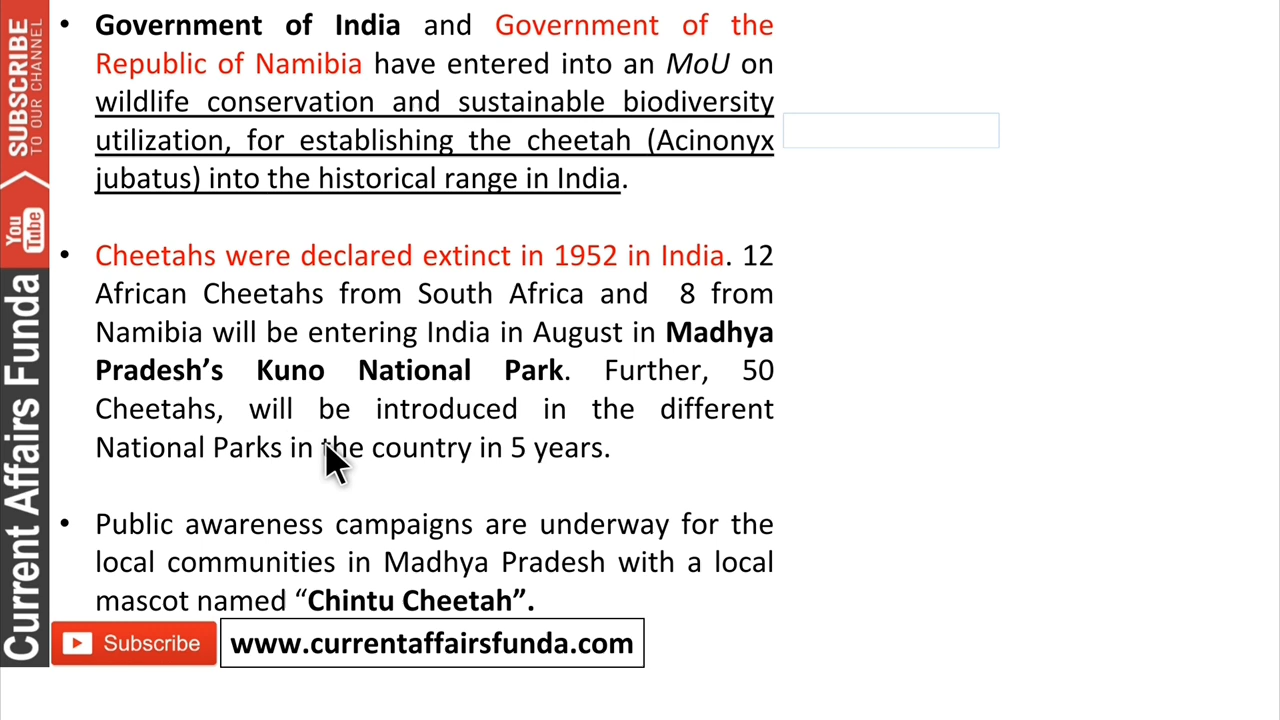 • Government of India and Government of the
Republic of Namibia have entered into an MoU on
wildlife conservation and sustainable biodiversity
utilization, for establishing the cheetah (Acinonyx
jubatus) into the historical range in India.
• Cheetahs were declared extinct in 1952 in India. 12
African Cheetahs from South Africa and 8 from
Namibia will be entering India in August in Madhya
Pradesh’s Kuno National Park. Further, 50
Cheetahs, will be introduced in the different
National Parks in the country in 5 years.
• Public awareness campaigns are underway for the
local communities in Madhya Pradesh with a local
mascot named “Chintu Cheetah”.
Subscribe
www.currentaffairsfunda.com
SUBSCRIBE
TO OUR CHANNEL
You
Tube
Current Affairs Funda